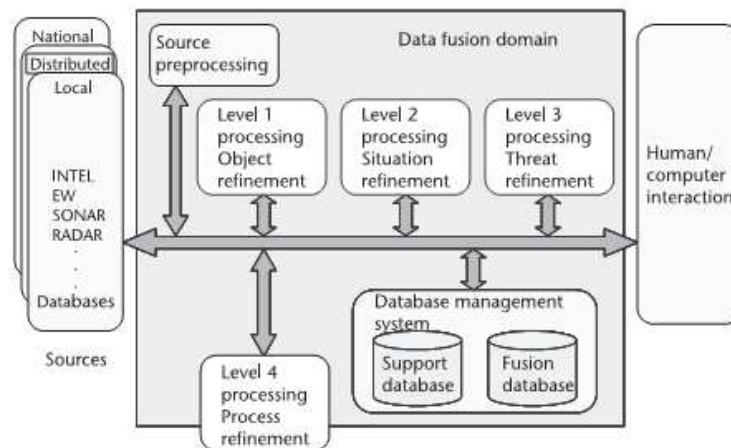 National
Distributed
Local
INTEL
EW
SONAR
RADAR
.
.
.
Databases
Sources
Data fusion domain
Source
preprocessing
Level 1
processing
Object
refinement
Level 2
processing
Situation
refinement
Level 3
processing
Threat
refinement
Human/
computer
interaction
Level 4
processing
Process
refinement
Database management
system
Support
database
Fusion
database